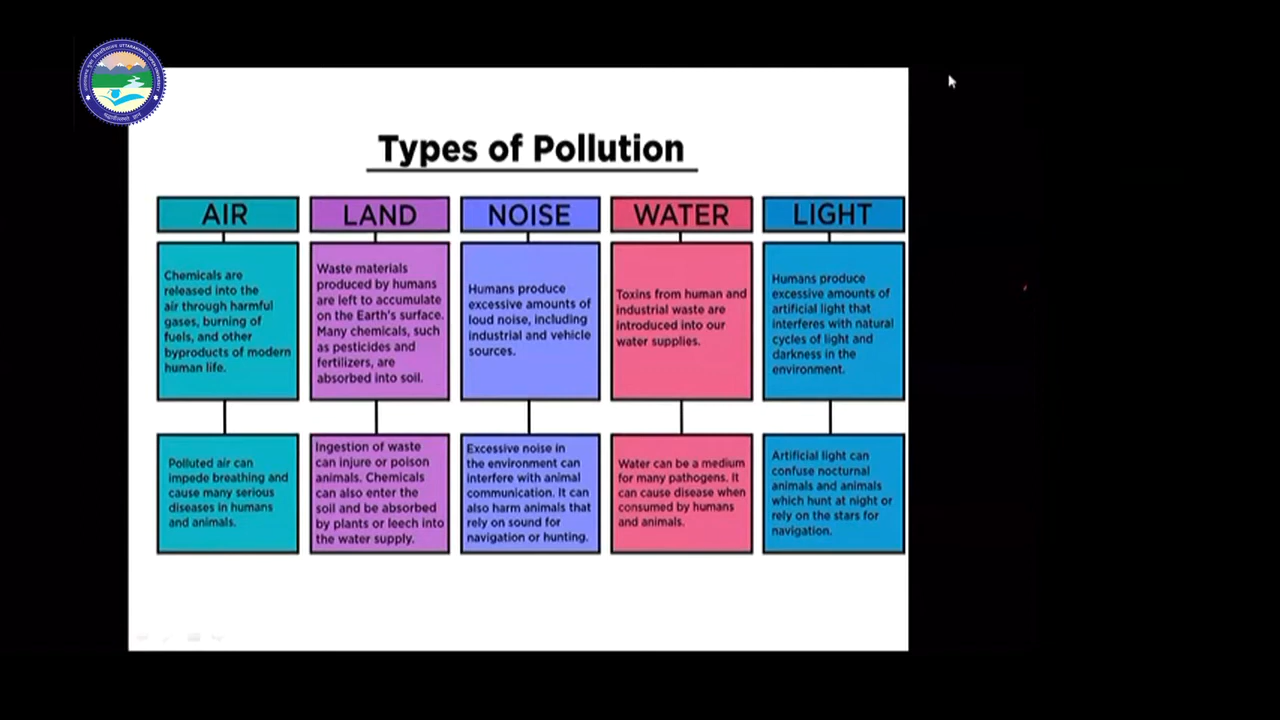 Types of Pollution
AIR
LAND
NOISE
WATER
LIGHT
Chemicals are
released into the
air through harmful
gases, burning of
fuels, and other
byproducts of modern
human life.
Waste materials
produced by humans
are left to accumulate
on the Earth's surface.
Many chemicals, such
as pesticides and
fertilizers, are
absorbed into soil.
Humans produce
excessive amounts of
loud noise, including
industrial and vehicle
sources.
Toxins from human and
industrial waste are
introduced into our
water supplies.
Humans produce
excessive amounts of
artificial light that
interferes with natural
cycles of light and
darkness in the
environment.
Polluted air can
impede breathing and
cause many serious
diseases in humans
and animals.
Ingestion of waste
can injure or poison
animals. Chemicals
can also enter the
soil and be absorbed
by plants or leech into
the water supply.
Excessive noise in
the environment can
interfere with animal
communication. It can
also harm animals that
rely on sound for
navigation or hunting.
Water can be a medium
for many pathogens. It
can cause disease when
consumed by humans
and animals.
Artificial light can
confuse nocturnal
animals and animals
which hunt at night or
rely on the stars for
navigation.